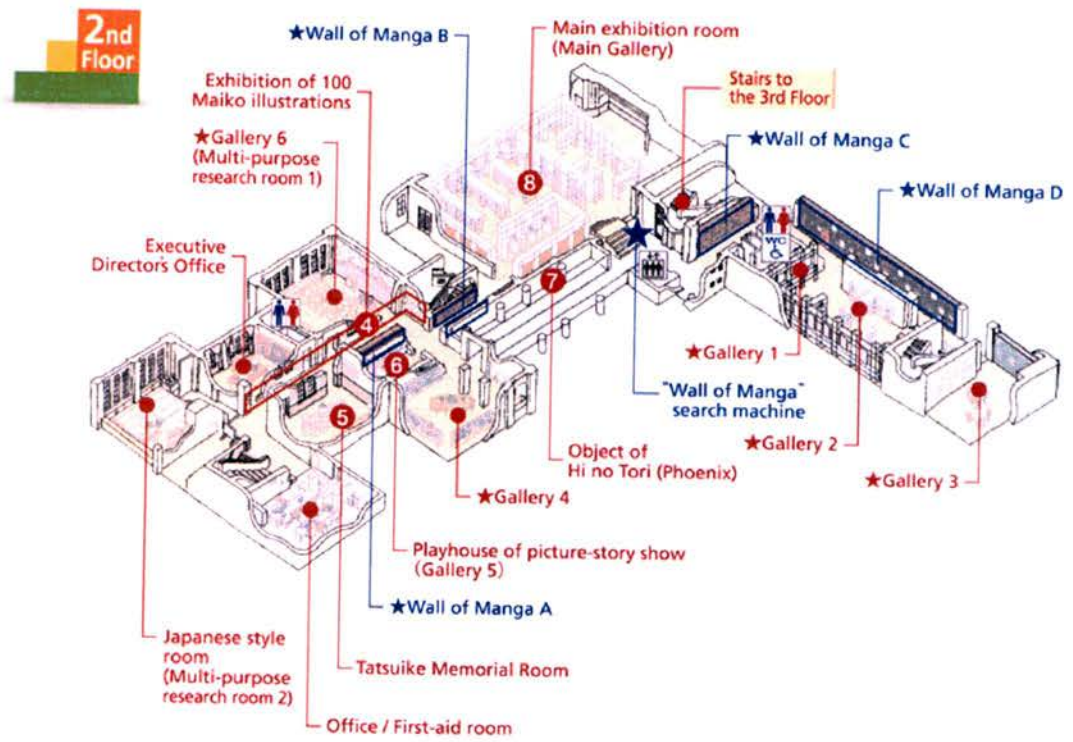 2nd
Floor
★Wall of Manga B
Main exhibition room
(Main Gallery)
Exhibition of 100
Maiko illustrations
Stairs to
the 3rd Floor
★Gallery 6
(Multi-purpose
research room 1)
★Wall of Manga C
★Wall of Manga D
8
WC
Executive
Director's Office
7
4
6
5
★Gallery 1
"Wall of Manga"
search machine
★Gallery 2
Object of
Hi no Tori (Phoenix)
★Gallery 3
★Gallery 4
Playhouse of picture-story show
(Gallery 5)
★Wall of Manga A
Japanese style
room
(Multi-purpose
research room 2)
Tatsuike Memorial Room
Office / First-aid room